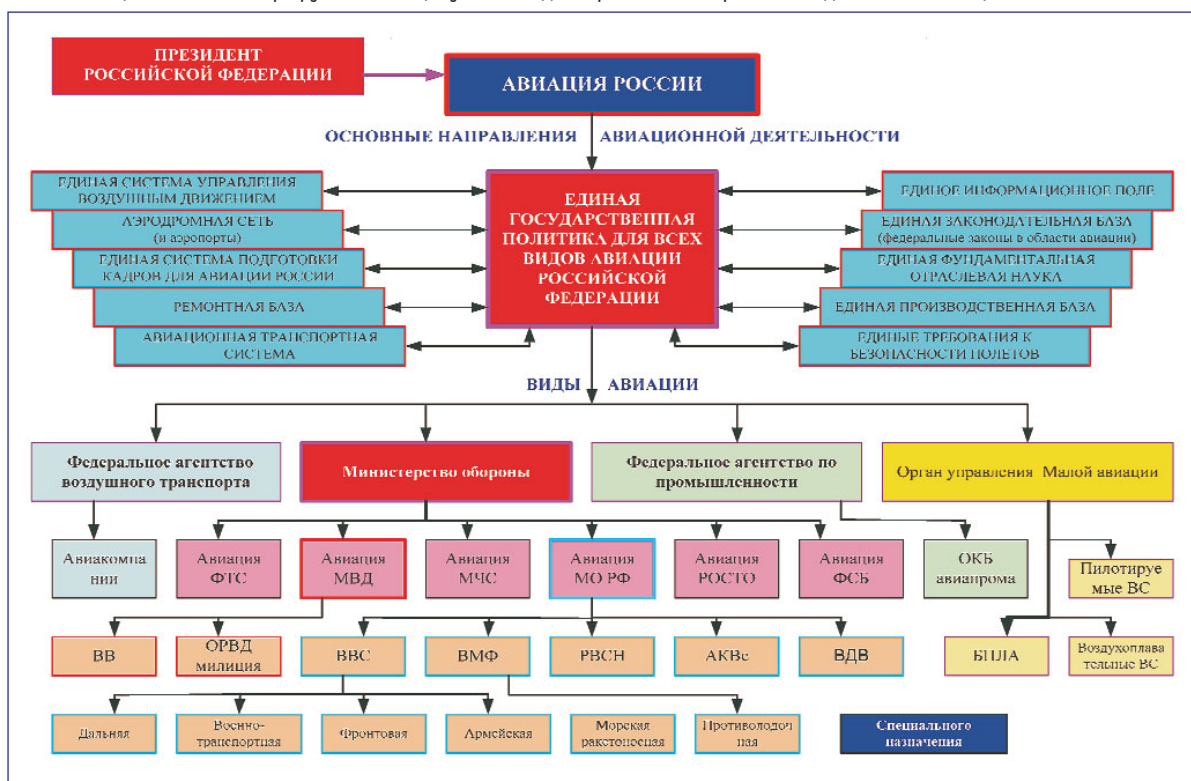 ПРЕЗИДЕНТ
РОССИЙСКОЙ ФЕДЕРАЦИИ
АВИАЦИЯ РОССИИ
ОСНОВНЫЕ НАПРАВЛЕНИЯ
АВИАЦИОННОЙ ДЕЯТЕЛЬНОСТИ
ЕДИНАЯ СИСТЕМА УПРАВЛЕНИЯ
ВОЗДУШНЫМ ДВИЖЕНИЕМ
АЭРОДРОМНАЯ СЕТЬ
(и аэропорты)
ЕДИНАЯ СИСТЕМА ПОДГОТОВКИ
КАДРОВ ДЛЯ АВИАЦИИ РОССИИ
РЕМОНТНАЯ БАЗА
АВИАЦИОННАЯ ТРАНСПОРТНАЯ
СИСТЕМА
ЕДИНАЯ
ГОСУДАРСТВЕННАЯ
ПОЛИТИКА ДЛЯ ВСЕХ
ВИДОВ АВИАЦИИ
РОССИЙСКОЙ
ФЕДЕРАЦИИ
ЕДИНОЕ ИНФОРМАЦИОННОЕ ПОЛЕ
ЕДИНАЯ ЗАКОНОДАТЕЛЬНАЯ БАЗА
(федеральные законы в области авиации)
ЕДИНАЯ ФУНДАМЕНТАЛЬНАЯ
ОТРАСЛЕВАЯ НАУКА
ЕДИНАЯ ПРОИЗВОДСТВЕННАЯ БАЗА
ЕДИНЫЕ ТРЕБОВАНИЯ К
БЕЗОПАСНОСТИ ПОЛЕТОВ
ВИДЫ
АВИАЦИИ
Федеральное агентство
воздушного транспорта
Министерство обороны
Федеральное агентство по
промышленности
Орган управления Малой авиации
Авиакомпа
нии
Авиация
ФТС
Авиация
МВД
Авиация
МЧС
Авиация
МО РФ
Авиация
РОСТО
Авиация
ФСБ
ОКБ
авиапрома
Пилотируе
мые ВС
ВВ
ОРВД
милиция
ВВС
ВМФ
РВСН
АКВс
ВДВ
БПЛА
Воздухоплава
тельные ВС
Дальняя
Военно-
транспортная
Фронтовая
Армейская
Морская
ракетоносная
Противолодоч
ная
Специального
назначения